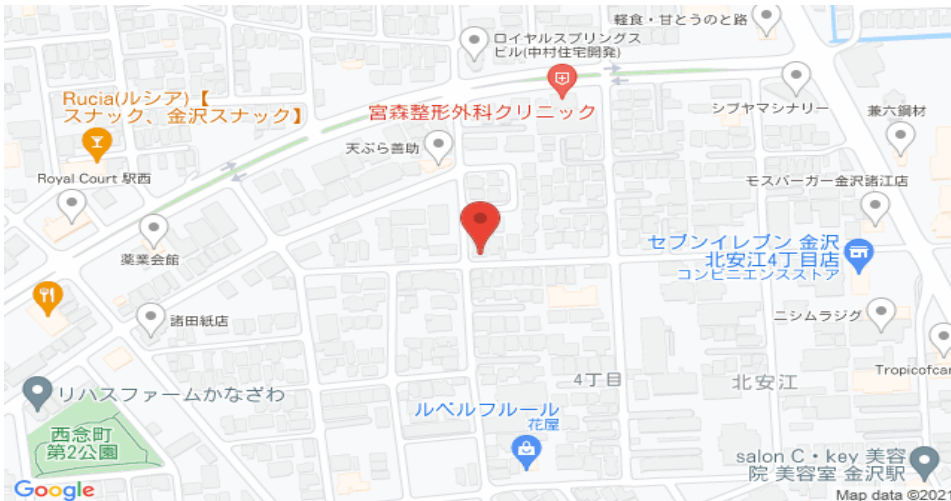 軽食・甘とうのと路
ロイヤルスプリングス
ビル(中村住宅開発)
Rucia(ルシア)【
スナック、金沢スナック】
宮森整形外科クリニック
シブヤマシナリー
兼六鋼材
天ぷら善助
Royal Court 駅西
モスバーガー金沢諸江店
薬業会館
セブンイレブン 金沢
北安江4丁目店
コンビニエンスストア
諸田紙店
ニシムラジグ
Tropicofcan
4丁目
北安江
リハスファームかなざわ
ルベルフルール
花屋
西念町
第2公園
salon C・key 美容
院 美容室 金沢駅
Google
Map data ©202